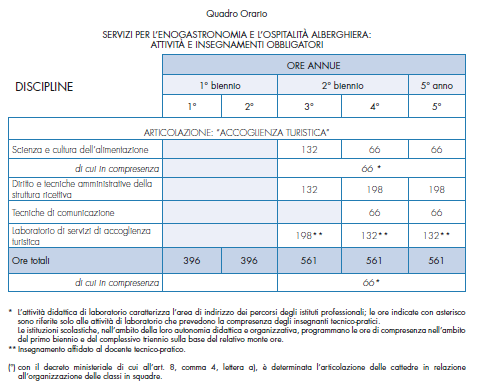 Quadro Orario
SERVIZI PER L'ENOGASTRONOMIA E L'OSPITALITÀ ALBERGHIERA:
ATTIVITÀ E INSEGNAMENTI OBBLIGATORI
DISCIPLINE
ORE ANNUE
1° biennio 2° biennio 5° anno
1° 2° 3° 4° 5°
ARTICOLAZIONE: "ACCOGLIENZA TURISTICA"
Scienza e cultura dell'alimentazione 132 66 66
di cui in compresenza 66 *
Diritto e tecniche amministrative della
struttura ricettiva 132 198 198
Tecniche di comunicazione 66 66
Laboratorio di servizi di accoglienza
turistica 198** 132** 132**
Ore totali 396 396 561 561 561
di cui in compresenza 66*
* L'attività didattica di laboratorio caratterizza l'area di indirizzo dei percorsi degli istituti professionali; le ore indicate con asterisco
sono riferite solo alle attività di laboratorio che prevedono la compresenza degli insegnanti tecnico-pratici.
Le istituzioni scolastiche, nell'ambito della loro autonomia didattica e organizzativa, programmano le ore di compresenza nell'ambito
del primo biennio e del complessivo triennio sulla base del relativo monte ore.
** Insegnamento affidato al docente tecnico-pratico.
(°) con il decreto ministeriale di cui all'art. 8, comma 4, lettera a), è determinata l'articolazione delle cattedre in relazione
all'organizzazione delle classi in squadre.